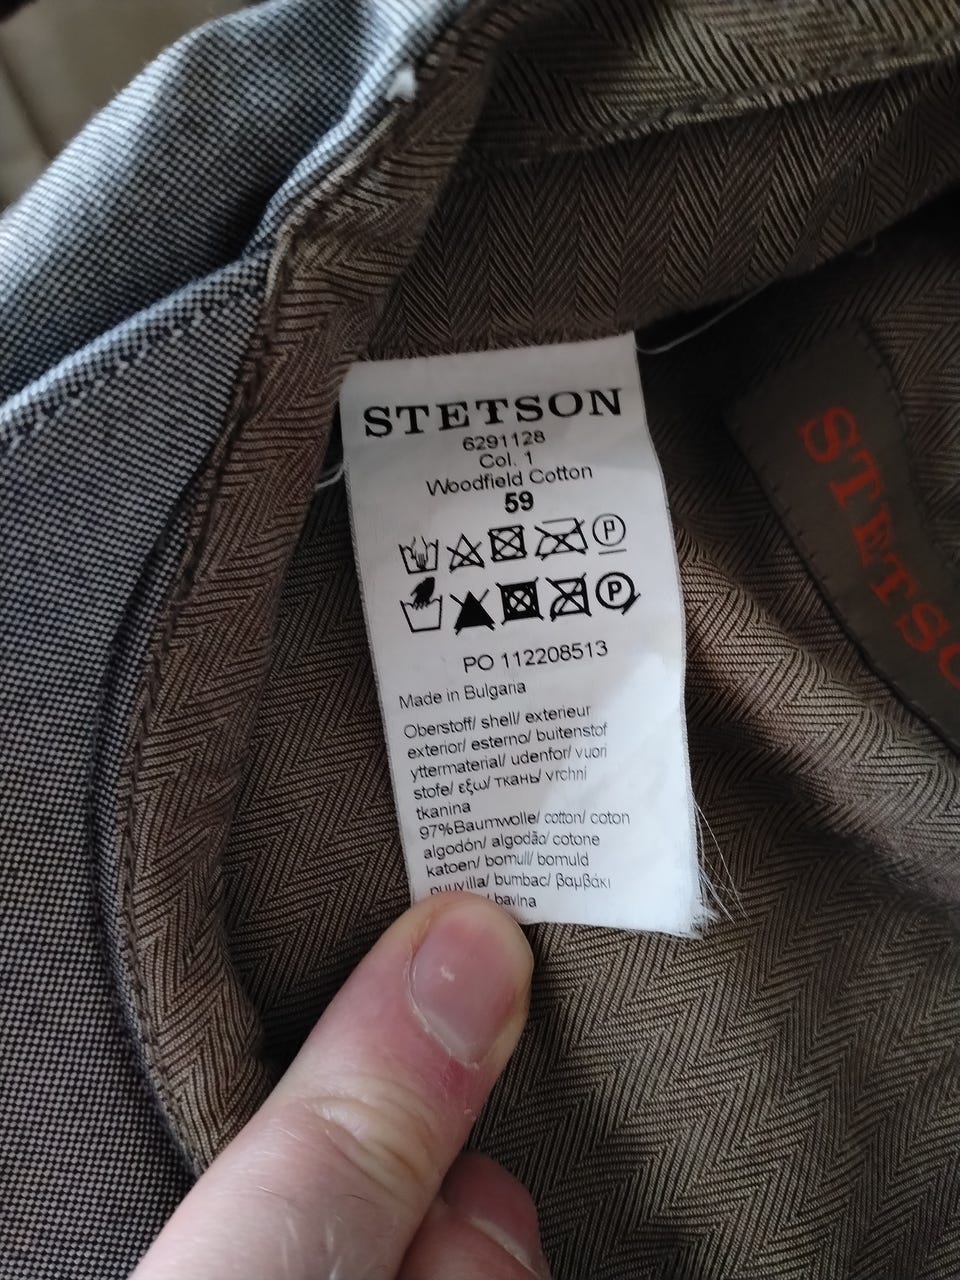 STETSON
6291128
Col. 1
Woodfield Cotton
59
P
P
PO 112208513
Made in Bulgaria
Oberstoff/ shell/ exterieur
exterior/ esterno/ buitenstof
yttermaterial/ udenfor/ vuori
stofe/ εξω/ ткань/ vrchní
tkanina
97%Baumwolle/ cotton/ coton
algodón/ algodão/ cotone
katoen/ bomull/ bomuld
puuvilla/ bumbac/ βαμβάκι
/ bavlna
STETSO